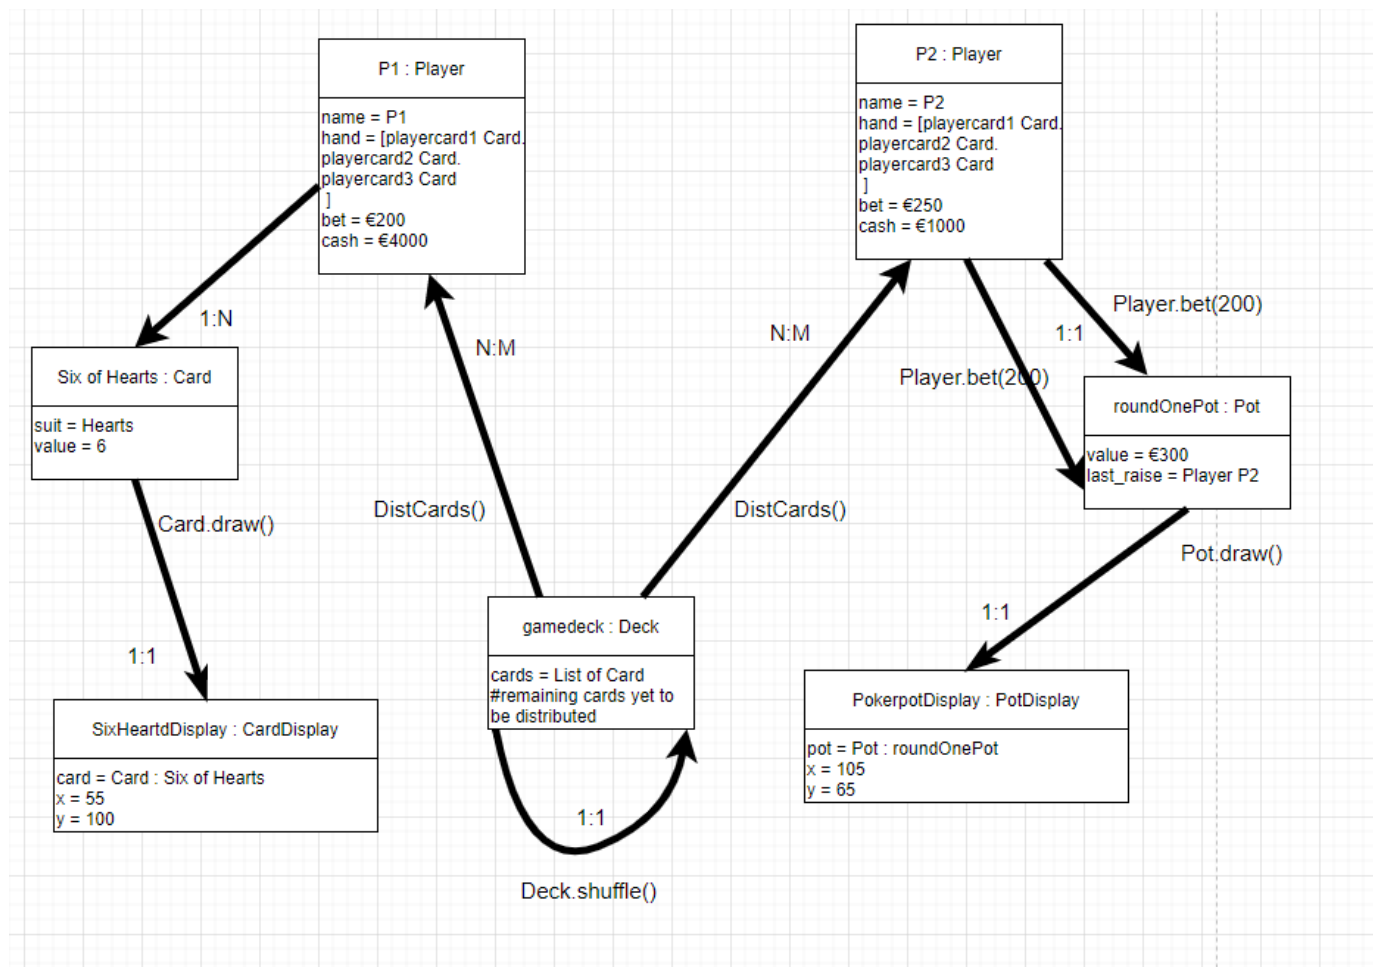 P1 : Player
name = P1
hand = [playercard1 Card.
playercard2 Card.
playercard3 Card
]
bet = €200
cash = €4000
P2 : Player
name = P2
hand = [playercard1 Card.
playercard2 Card.
playercard3 Card
]
bet = €250
cash = €1000
1:N
N:M
N:M
Player.bet(200)
1:1
Player.bet(200)
Six of Hearts : Card
suit = Hearts
value = 6
roundOnePot : Pot
value = €300
last_raise = Player P2
Card.draw()
DistCards()
DistCards()
Pot.draw()
1:1
1:1
gamedeck : Deck
cards = List of Card
#remaining cards yet to
be distributed
SixHeartdDisplay : CardDisplay
card = Card : Six of Hearts
x = 55
y = 100
PokerpotDisplay : PotDisplay
pot = Pot : roundOnePot
x = 105
y = 65
1:1
Deck.shuffle()